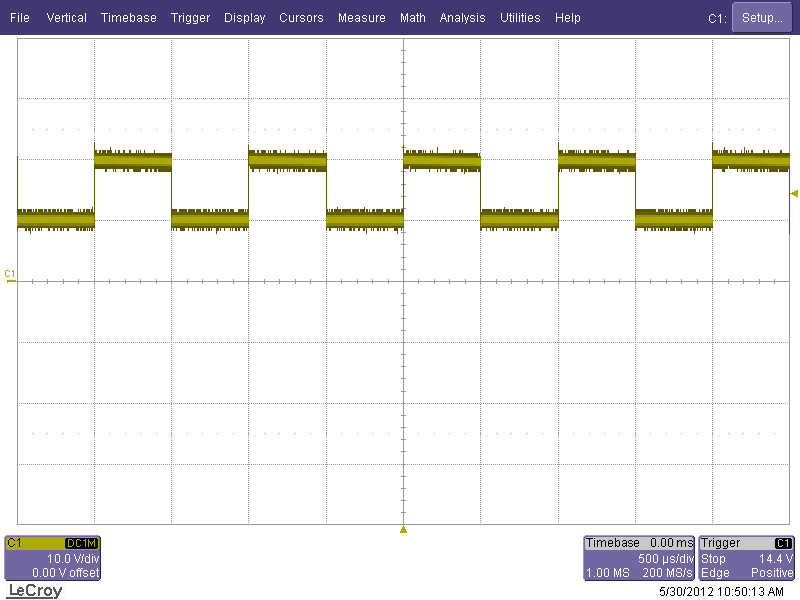 File Vertical Timebase Trigger Display Cursors Measure Math Analysis Utilities Help C1: Setup...
C1
C1 DC1M
10.0 V/div
0.00 V offset
Timebase 0.00 ms
500 µs/div
1.00 MS 200 MS/s
Trigger C1
Stop 14.4 V
Edge Positive
LeCroy
5/30/2012 10:50:13 AM